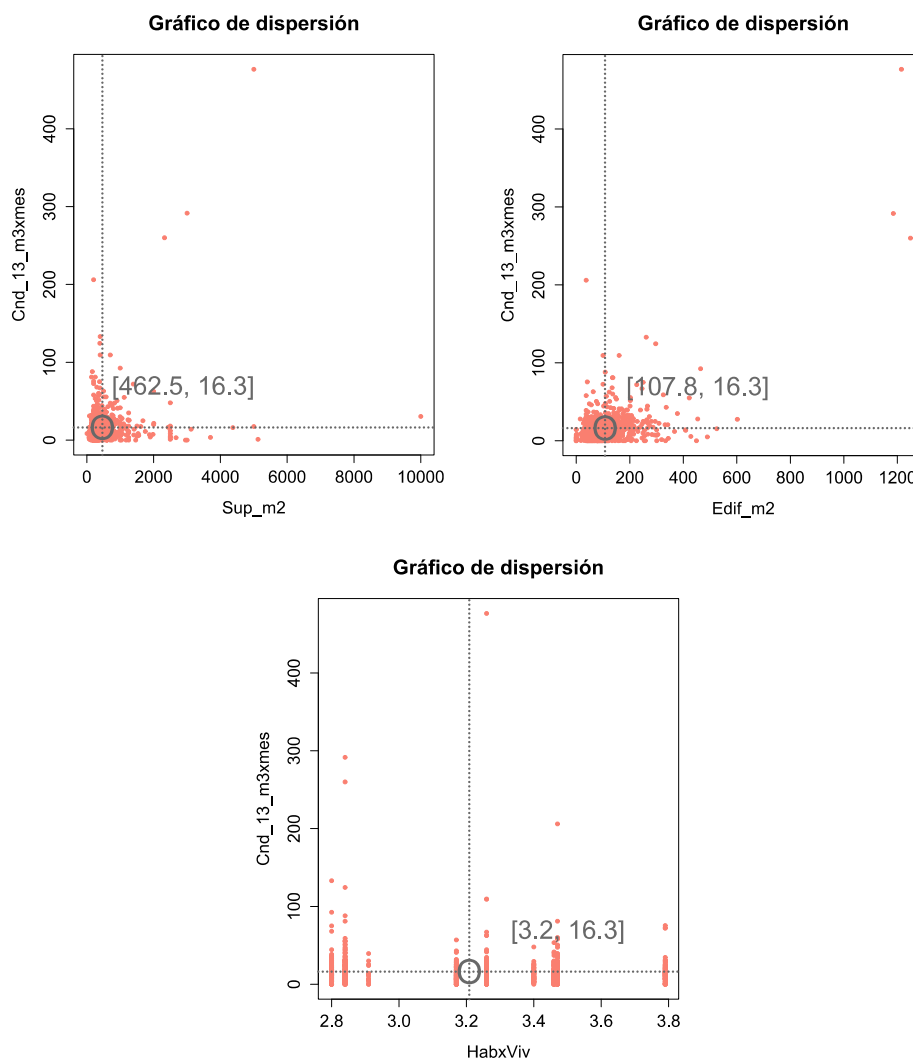 Gráfico de dispersión
Cnd_13_m3xmes
400
300
200
100
0
[462.5, 16.3]
0 2000 4000 6000 8000 10000
Sup_m2
Gráfico de dispersión
Cnd_13_m3xmes
400
300
200
100
0
[107.8, 16.3]
0 200 400 600 800 1000 1200
Edif_m2
Gráfico de dispersión
Cnd_13_m3xmes
400
300
200
100
0
[3.2, 16.3]
2.8 3.0 3.2 3.4 3.6 3.8
HabxViv